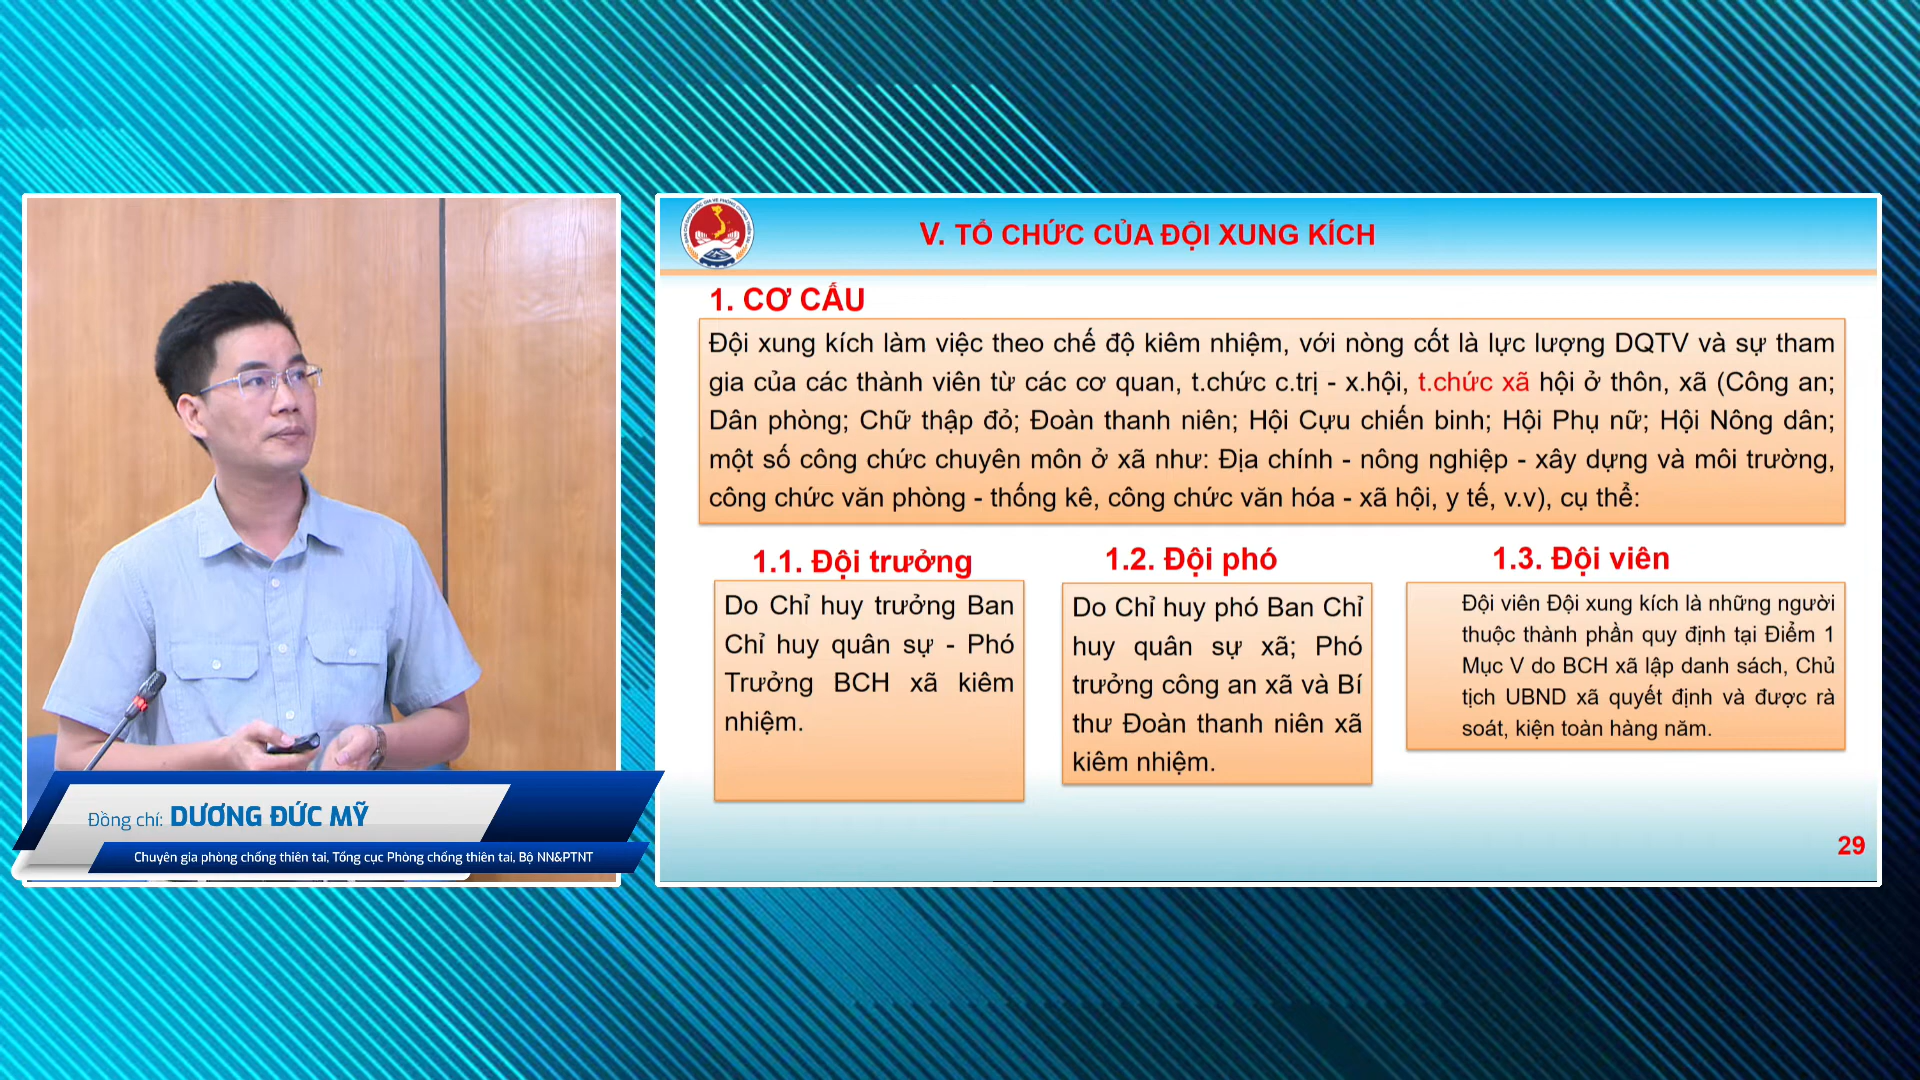 V. TỔ CHỨC CỦA ĐỘI XUNG KÍCH
1. CƠ CẤU
Đội xung kích làm việc theo chế độ kiêm nhiệm, với nòng cốt là lực lượng DQTV và sự tham
gia của các thành viên từ các cơ quan, t.chức c.trị - x.hội, t.chức xã hội ở thôn, xã (Công an;
Dân phòng; Chữ thập đỏ; Đoàn thanh niên; Hội Cựu chiến binh; Hội Phụ nữ; Hội Nông dân;
một số công chức chuyên môn ở xã như: Địa chính - nông nghiệp - xây dựng và môi trường,
công chức văn phòng - thống kê, công chức văn hóa - xã hội, y tế, v.v), cụ thể:
1.1. Đội trưởng
Do Chỉ huy trưởng Ban
Chỉ huy quân sự - Phó
Trưởng BCH xã kiêm
nhiệm.
1.2. Đội phó
Do Chỉ huy phó Ban Chỉ
huy quân sự xã; Phó
trưởng công an xã và Bí
thư Đoàn thanh niên xã
kiêm nhiệm.
1.3. Đội viên
Đội viên Đội xung kích là những người
thuộc thành phần quy định tại Điểm 1
Mục V do BCH xã lập danh sách, Chủ
tịch UBND xã quyết định và được rà
soát, kiện toàn hàng năm.
29
Đồng chí: DƯƠNG ĐỨC MỸ
Chuyên gia phòng chống thiên tai, Tổng cục Phòng chống thiên tai, Bộ NN&PTNT